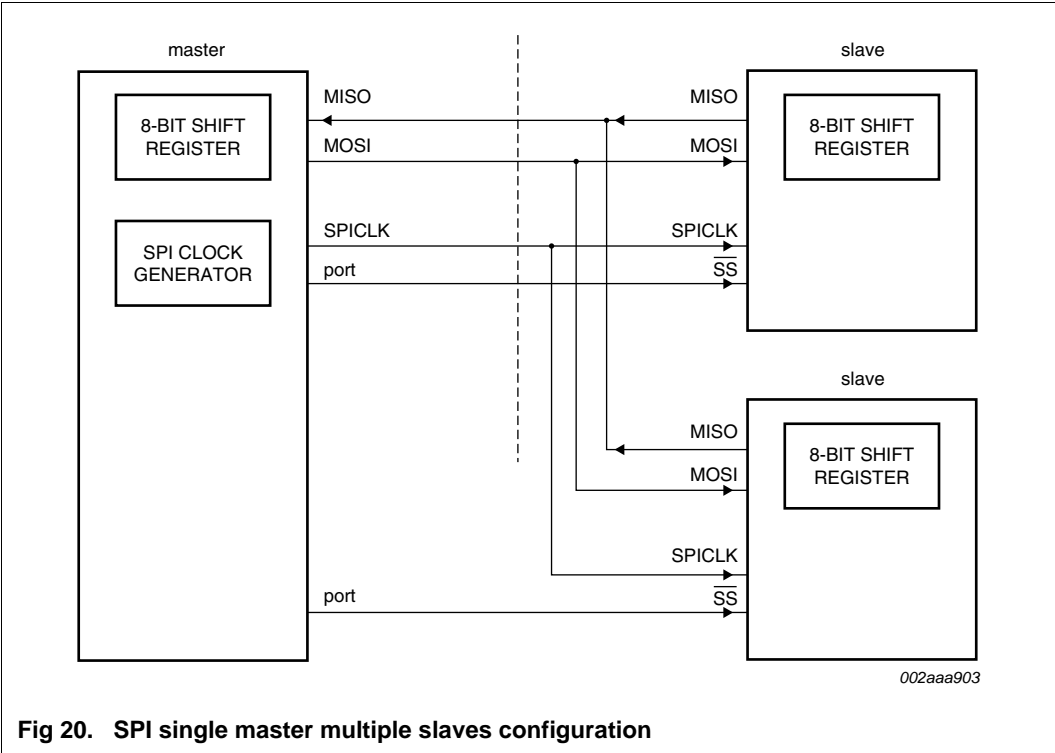 master
slave
8-BIT SHIFT
REGISTER
MISO
MISO
8-BIT SHIFT
REGISTER
MOSI
MOSI
SPI CLOCK
GENERATOR
SPICLK
SPICLK
port
S̅S̅
slave
MISO
8-BIT SHIFT
REGISTER
MOSI
SPICLK
port
S̅S̅
002aaa903
Fig 20. SPI single master multiple slaves configuration